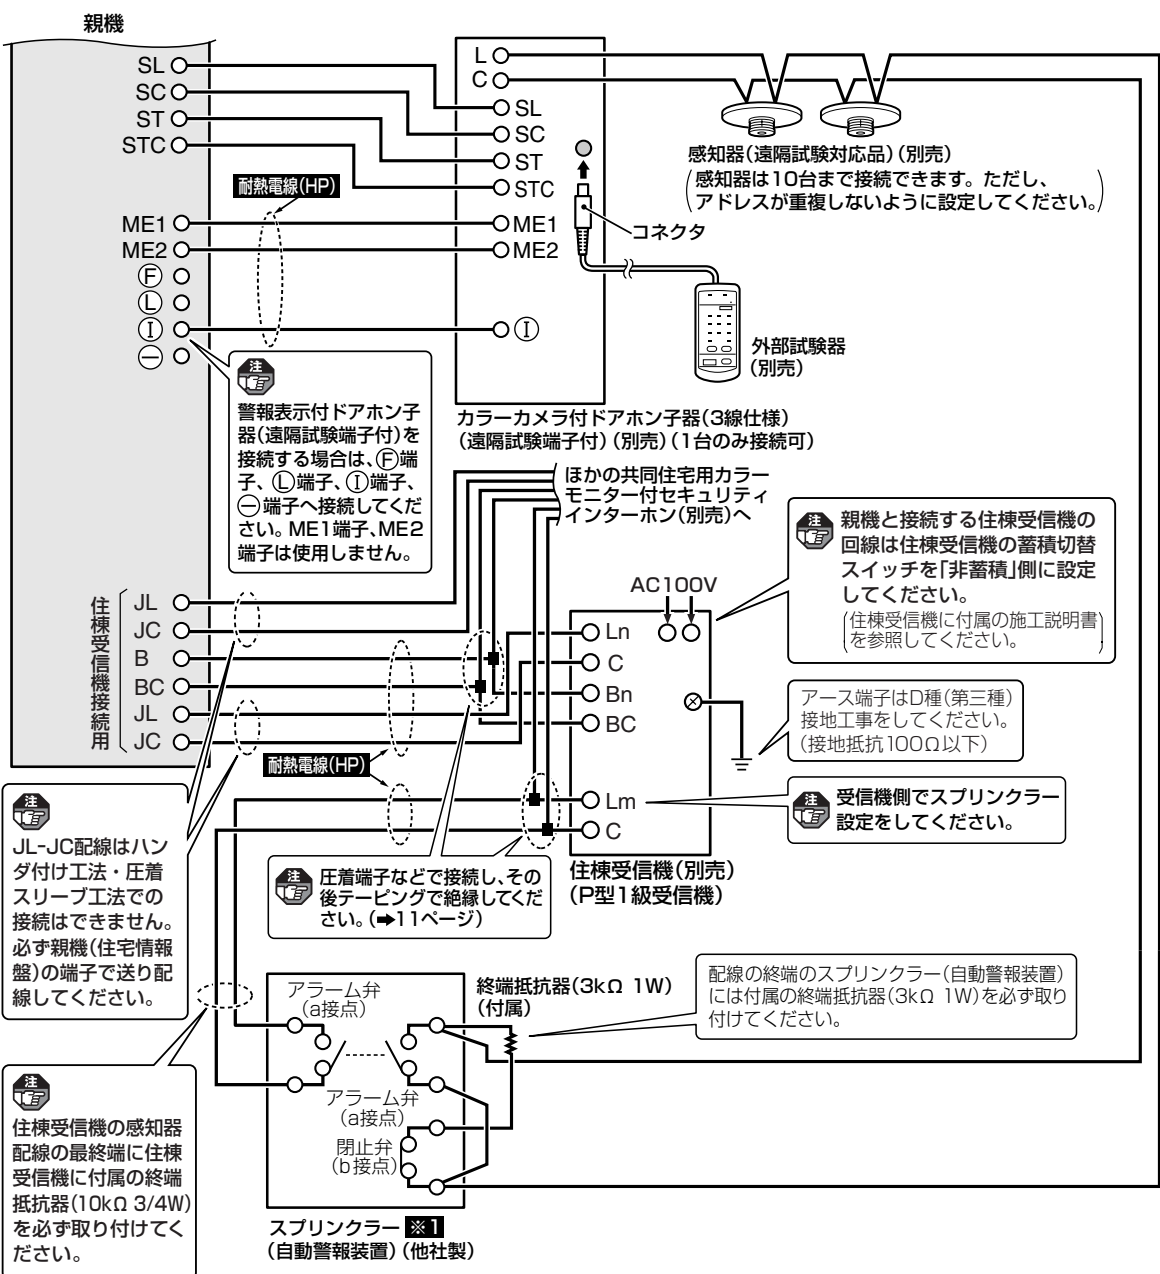 親機
SL
SC
ST
STC
耐熱電線(HP)
ME1
ME2
Ⓕ
Ⓛ
Ⓘ
㊀
L
C
SL
SC
ST
STC
ME1
ME2
Ⓘ
コネクタ
感知器(遠隔試験対応品)(別売)
(感知器は10台まで接続できます。ただし、
アドレスが重複しないように設定してください。)
外部試験器
(別売)
カラーカメラ付ドアホン子器(3線仕様)
(遠隔試験端子付)(別売)(1台のみ接続可)
注
警報表示付ドアホン子
器(遠隔試験端子付)を
接続する場合は、Ⓕ端
子、Ⓛ端子、Ⓘ端子、
㊀端子へ接続してくだ
さい。ME1端子、ME2
端子は使用しません。
ほかの共同住宅用カラー
モニター付セキュリティ
インターホン(別売)へ
注
親機と接続する住棟受信機の
回線は住棟受信機の蓄積切替
スイッチを「非蓄積」側に設定
してください。
(住棟受信機に付属の施工説明書
を参照してください。)
住棟受信機接続用
JL
JC
B
BC
JL
JC
AC100V
Ln
C
Bn
BC
Lm
C
アース端子はD種(第三種)
接地工事をしてください。
(接地抵抗100Ω以下)
耐熱電線(HP)
注
受信機側でスプリンクラー
設定をしてください。
住棟受信機(別売)
(P型1級受信機)
注
JL-JC配線はハン
ダ付け工法・圧着
スリーブ工法での
接続はできません。
必ず親機(住宅情報
盤)の端子で送り配
線してください。
注
圧着端子などで接続し、その
後テーピングで絶縁してくだ
さい。(➡11ページ)
アラーム弁
(a接点)
終端抵抗器(3kΩ 1W)
(付属)
配線の終端のスプリンクラー(自動警報装置)
には付属の終端抵抗器(3kΩ 1W)を必ず取り
付けてください。
アラーム弁
(a接点)
閉止弁
(b接点)
注
住棟受信機の感知器
配線の最終端に住棟
受信機に付属の終端
抵抗器(10kΩ 3/4W)
を必ず取り付けてく
ださい。
スプリンクラー ※1
(自動警報装置)(他社製)